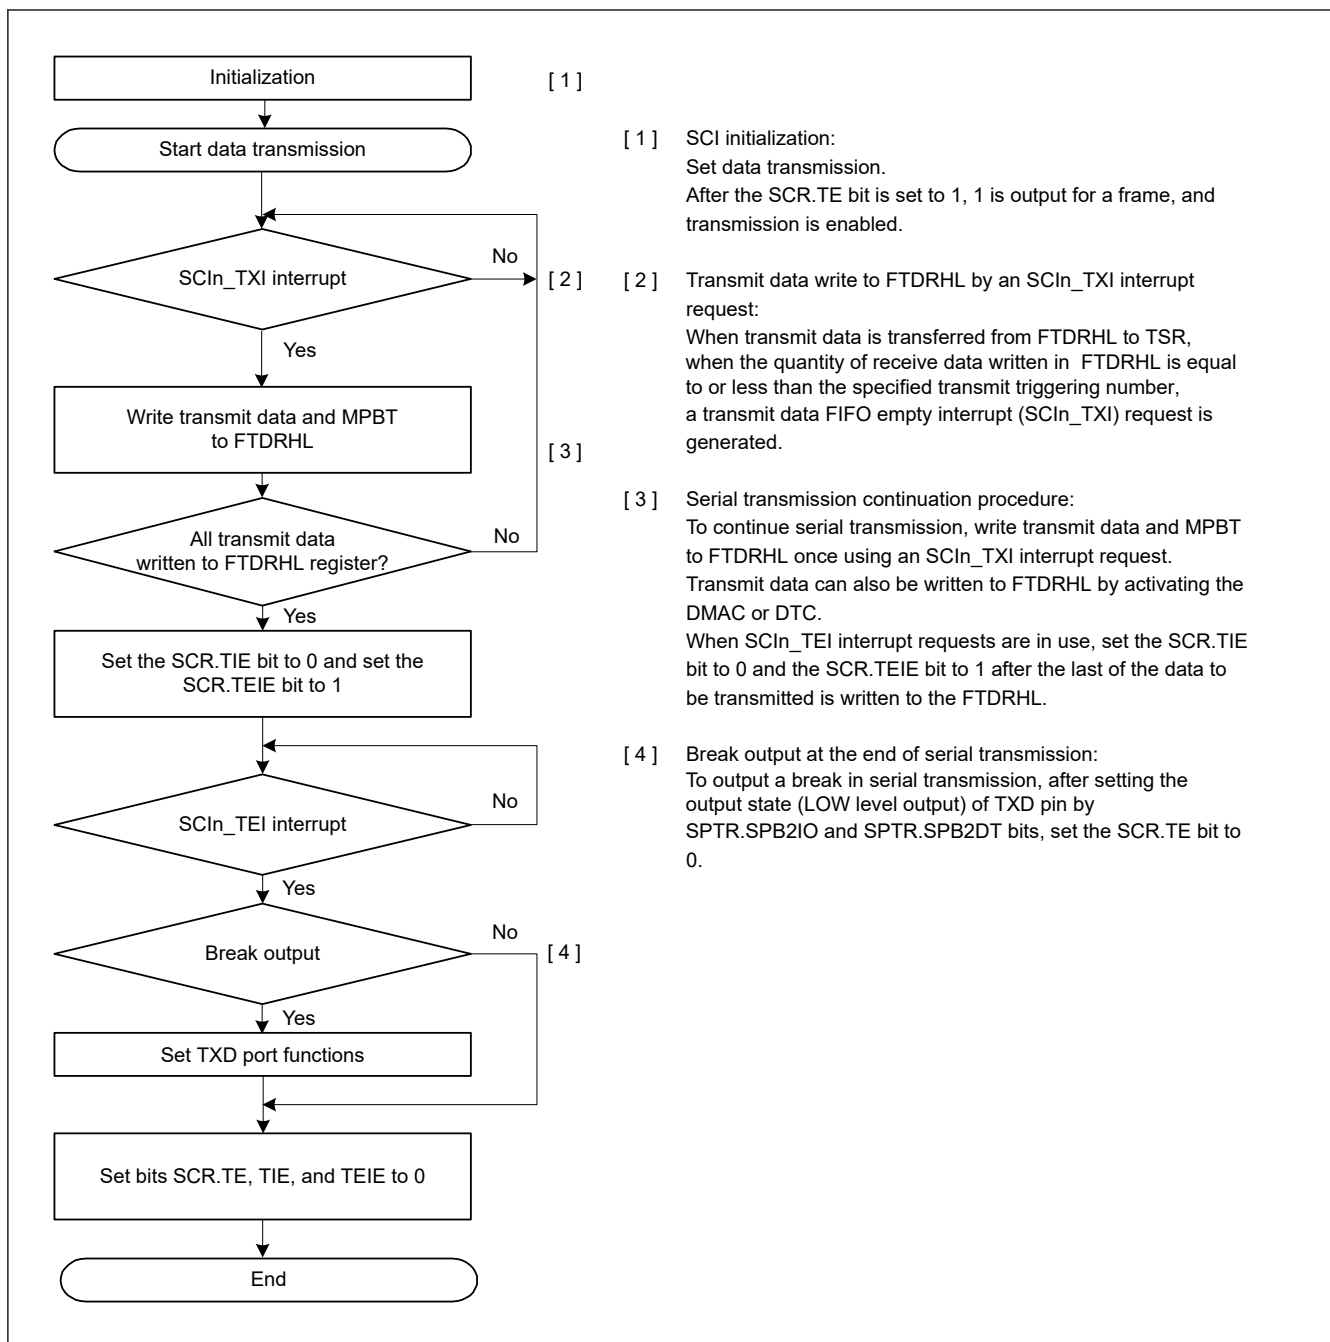 Initialization
[ 1 ]
Start data transmission
SCIn_TXI interrupt
No
[ 2 ]
Yes
Write transmit data and MPBT
to FTDRHL
[ 3 ]
All transmit data
written to FTDRHL register?
No
Yes
Set the SCR.TIE bit to 0 and set the
SCR.TEIE bit to 1
SCIn_TEI interrupt
No
Yes
Break output
No
[ 4 ]
Yes
Set TXD port functions
Set bits SCR.TE, TIE, and TEIE to 0
End
[ 1 ] SCI initialization:
Set data transmission.
After the SCR.TE bit is set to 1, 1 is output for a frame, and
transmission is enabled.
[ 2 ] Transmit data write to FTDRHL by an SCIn_TXI interrupt
request:
When transmit data is transferred from FTDRHL to TSR,
when the quantity of receive data written in FTDRHL is equal
to or less than the specified transmit triggering number,
a transmit data FIFO empty interrupt (SCIn_TXI) request is
generated.
[ 3 ] Serial transmission continuation procedure:
To continue serial transmission, write transmit data and MPBT
to FTDRHL once using an SCIn_TXI interrupt request.
Transmit data can also be written to FTDRHL by activating the
DMAC or DTC.
When SCIn_TEI interrupt requests are in use, set the SCR.TIE
bit to 0 and the SCR.TEIE bit to 1 after the last of the data to
be transmitted is written to the FTDRHL.
[ 4 ] Break output at the end of serial transmission:
To output a break in serial transmission, after setting the
output state (LOW level output) of TXD pin by
SPTR.SPB2IO and SPTR.SPB2DT bits, set the SCR.TE bit to
0.